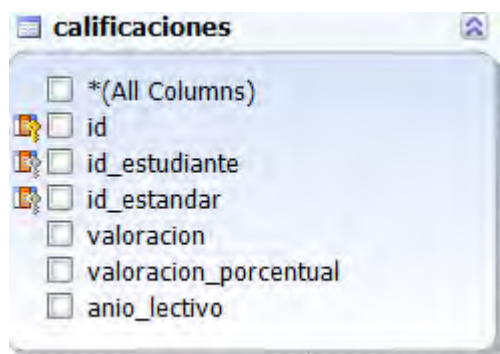 calificaciones
*(All Columns)
id
id_estudiante
id_estandar
valoracion
valoracion_porcentual
anio_lectivo